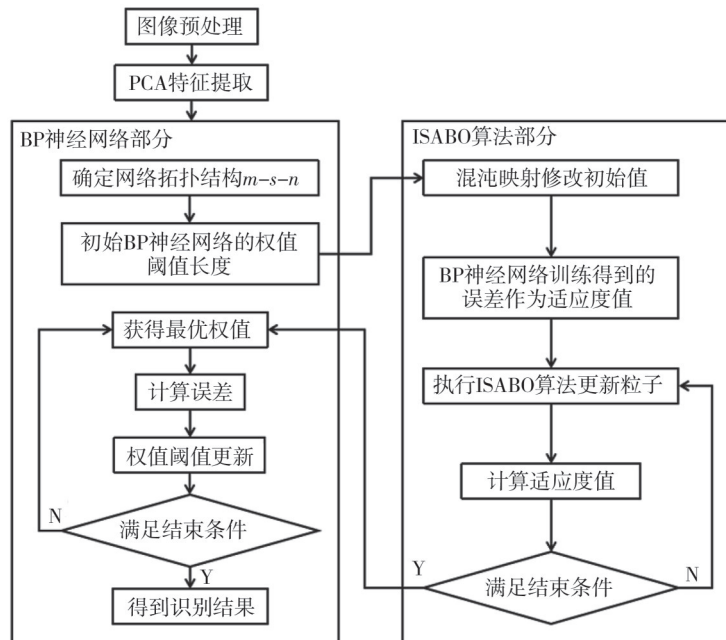 图像预处理
PCA特征提取
BP神经网络部分
确定网络拓扑结构m-s-n
初始BP神经网络的权值
阈值长度
获得最优权值
计算误差
权值阈值更新
N
满足结束条件
Y
得到识别结果
ISABO算法部分
混沌映射修改初始值
BP神经网络训练得到的
误差作为适应度值
执行ISABO算法更新粒子
计算适应度值
Y
满足结束条件
N